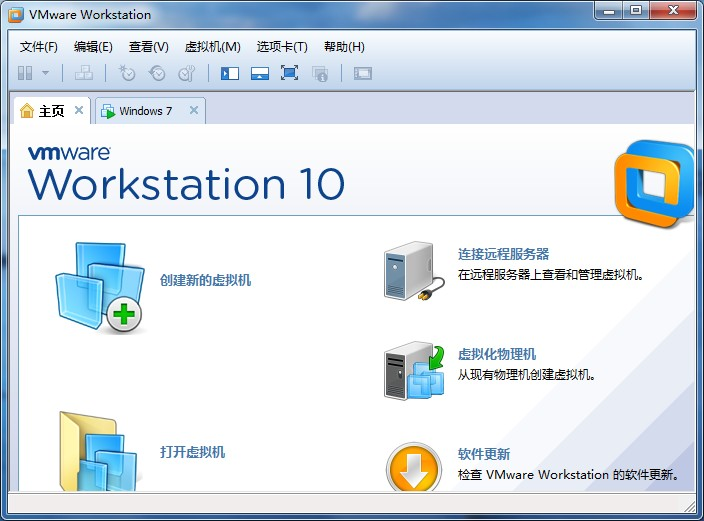 VMware Workstation
文件(F) 编辑(E) 查看(V) 虚拟机(M) 选项卡(T) 帮助(H)
主页 Windows 7
vmware
Workstation 10
创建新的虚拟机
连接远程服务器
在远程服务器上查看和管理虚拟机。
虚拟化物理机
从现有物理机创建虚拟机。
打开虚拟机
软件更新
检查 VMware Workstation 的软件更新。